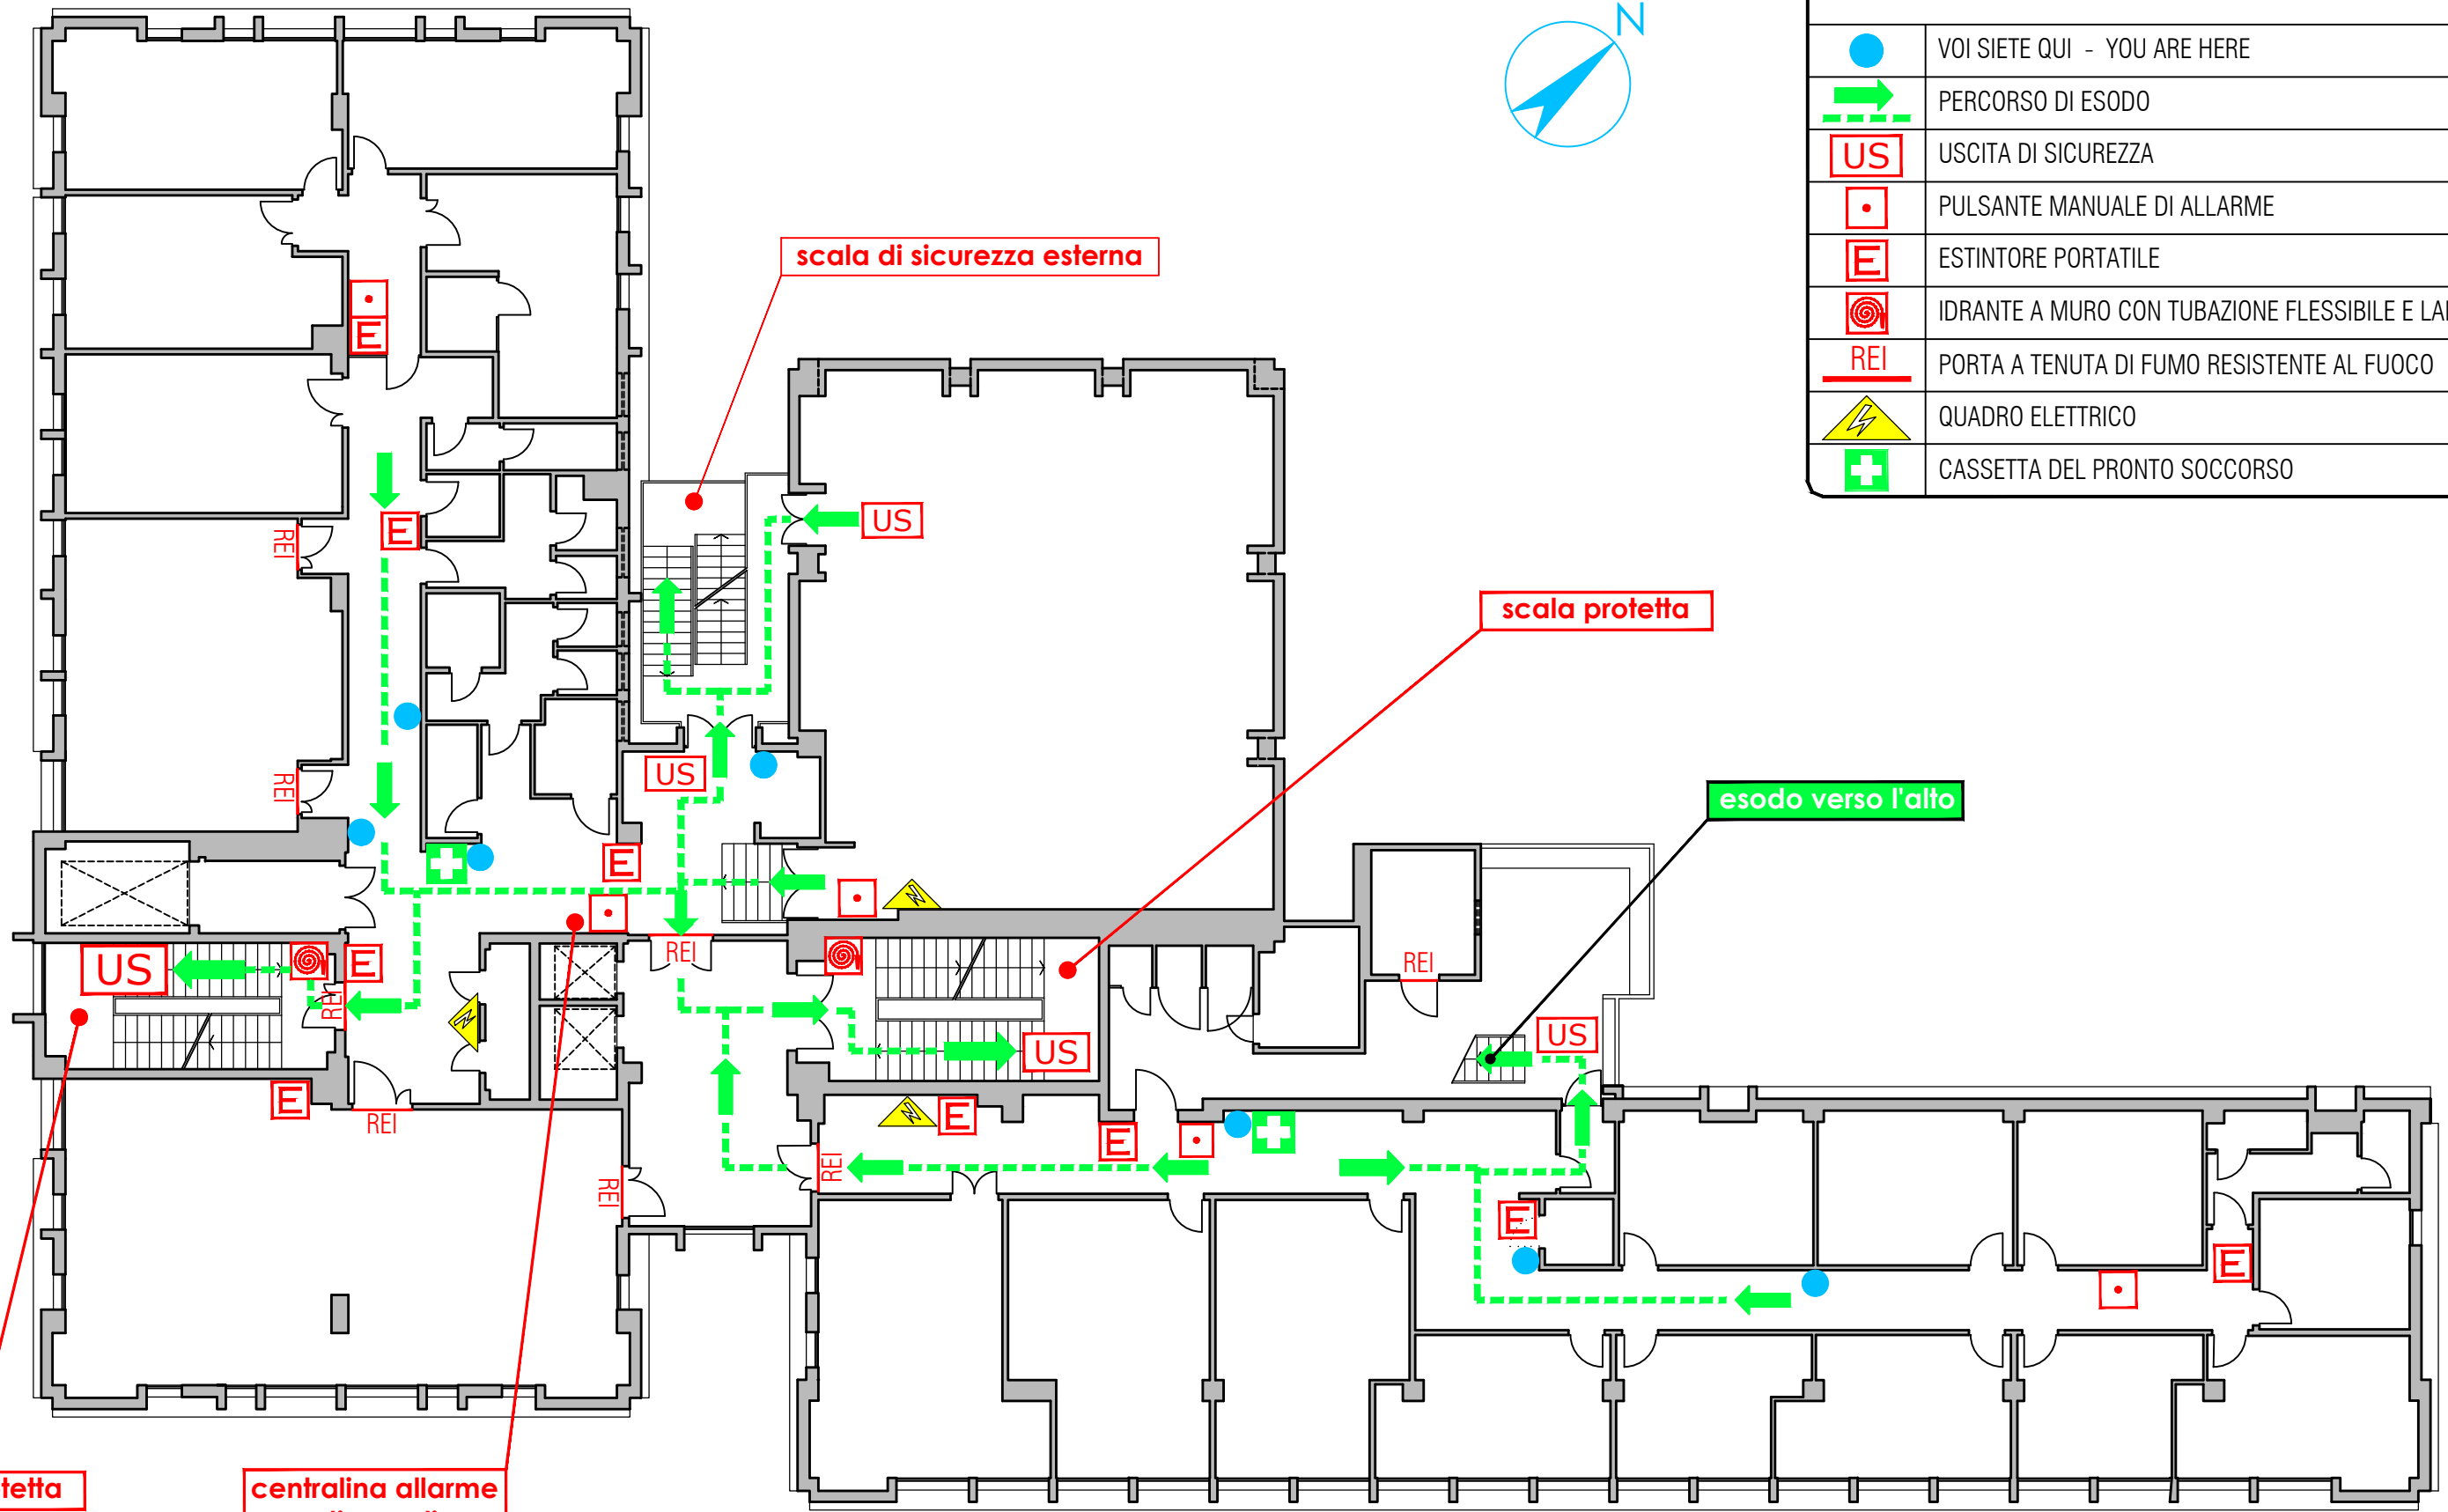 N
VOI SIETE QUI - YOU ARE HERE
PERCORSO DI ESODO
US USCITA DI SICUREZZA
PULSANTE MANUALE DI ALLARME
E ESTINTORE PORTATILE
IDRANTE A MURO CON TUBAZIONE FLESSIBILE E
REI PORTA A TENUTA DI FUMO RESISTENTE AL FUOCO
QUADRO ELETTRICO
CASSETTA DEL PRONTO SOCCORSO
scala di sicurezza esterna
E
US
E
REI
scala protetta
US
REI
esodo verso l'alto
E
REI
REI
US
E
REI
US
US
E
REI
E
E
REI
REI
E
E
centralina allarme